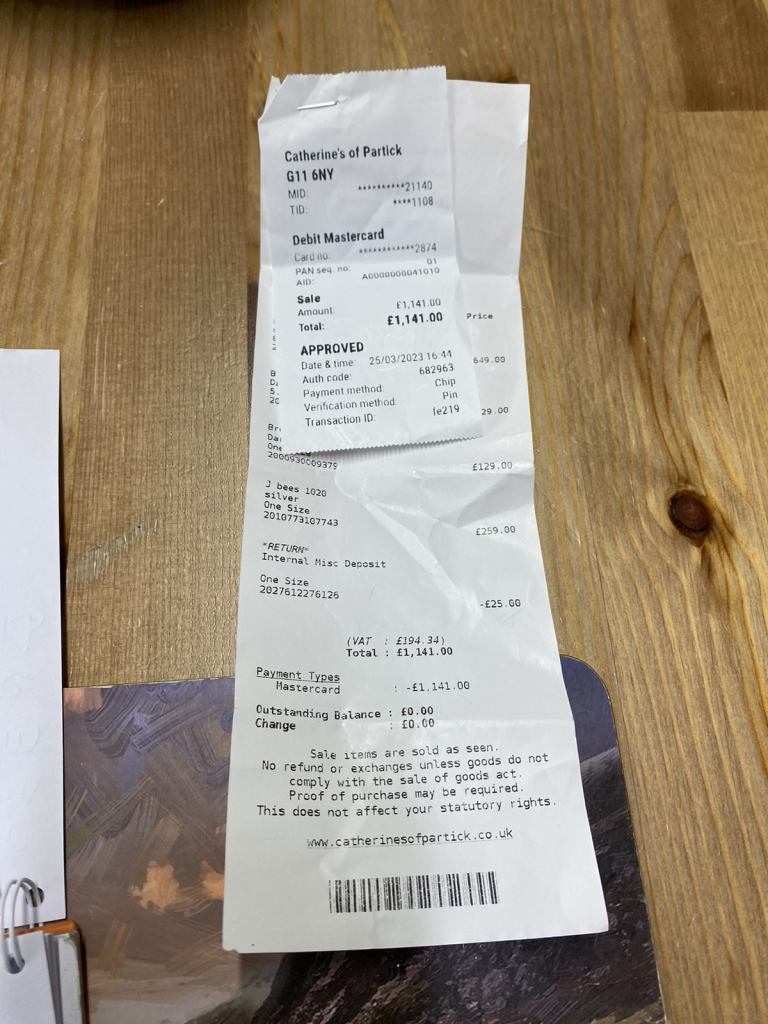 Catherine's of Partick
G11 6NY
MID: **********21140
TID: ****1108
Debit Mastercard
Card no: ************2874
PAN seq. no: 01
AID: A0000000041010
Sale
Amount: £1,141.00
Total: £1,141.00
APPROVED
Date & time: 25/03/2023 16:44
Auth code: 682963
Payment method: Chip
Verification method: Pin
Transaction ID: fe219
Price
649.00
29.00
One
2000930009379
£129.00
J bees 1020
silver
One Size
2010773107743
£259.00
*RETURN*
Internal Misc Deposit
One Size
2027612276126
-£25.00
(VAT : £194.34)
Total : £1,141.00
Payment Types
Mastercard : -£1,141.00
Outstanding Balance : £0.00
Change : £0.00
Sale items are sold as seen.
No refund or exchanges unless goods do not
comply with the sale of goods act.
Proof of purchase may be required.
This does not affect your statutory rights.
www.catherinesofpartick.co.uk